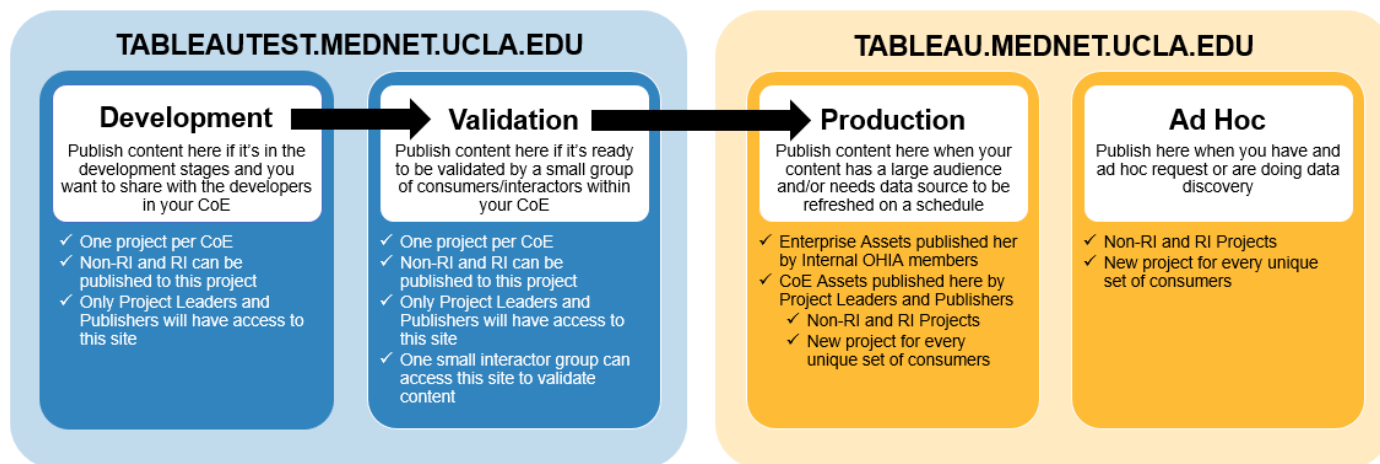 TABLEAUTEST.MEDNET.UCLA.EDU
Development
Publish content here if it's in the
development stages and you
want to share with the developers
in your CoE
✓ One project per CoE
✓ Non-RI and RI can be
published to this project
✓ Only Project Leaders and
Publishers will have access to
this site
Validation
Publish content here if it's ready
to be validated by a small group
of consumers/interactors within
your CoE
✓ One project per CoE
✓ Non-RI and RI can be
published to this project
✓ Only Project Leaders and
Publishers will have access to
this site
✓ One small interactor group can
access this site to validate
content
TABLEAU.MEDNET.UCLA.EDU
Production
Publish content here when your
content has a large audience
and/or needs data source to be
refreshed on a schedule
✓ Enterprise Assets published her
by Internal OHIA members
✓ CoE Assets published here by
Project Leaders and Publishers
✓ Non-RI and RI Projects
✓ New project for every
unique set of consumers
Ad Hoc
Publish here when you have and
ad hoc request or are doing data
discovery
✓ Non-RI and RI Projects
✓ New project for every unique
set of consumers